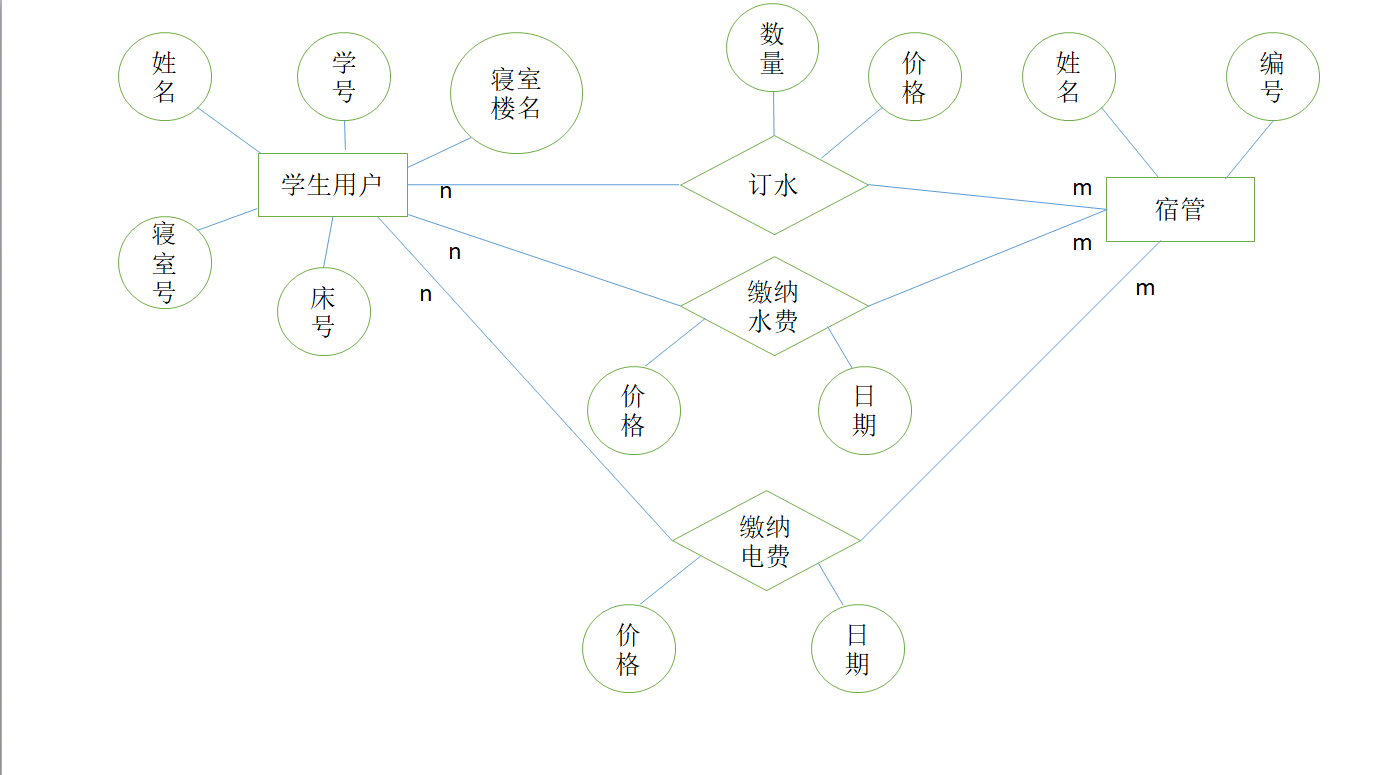 数
量
姓
名
学
号
寝室
楼名
价
格
姓
名
编
号
学生用户
n
订水
m
宿管
寝
室
号
n
m
床
号
n
缴纳
水费
m
价
格
日
期
缴纳
电费
价
格
日
期